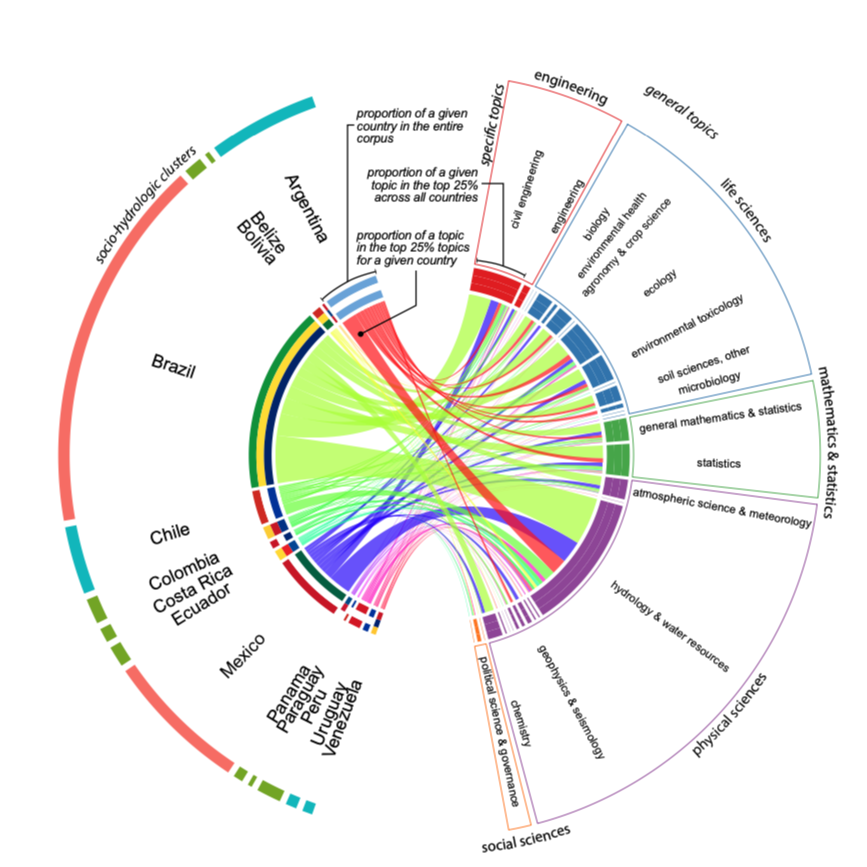 engineering
general topics
specific topics
life sciences
mathematics & statistics
physical sciences
social sciences
socio-hydrologic clusters
proportion of a given
country in the entire
corpus
proportion of a given
topic in the top 25%
across all countries
proportion of a topic
in the top 25% topics
for a given country
Argentina
Belize
Bolivia
Brazil
Chile
Colombia
Costa Rica
Ecuador
Mexico
Panama
Paraguay
Peru
Uruguay
Venezuela
civil engineering
engineering
biology
environmental health
agronomy & crop science
ecology
environmental toxicology
soil sciences, other
microbiology
general mathematics & statistics
statistics
atmospheric science & meteorology
hydrology & water resources
geophysics & seismology
chemistry
political science & governance